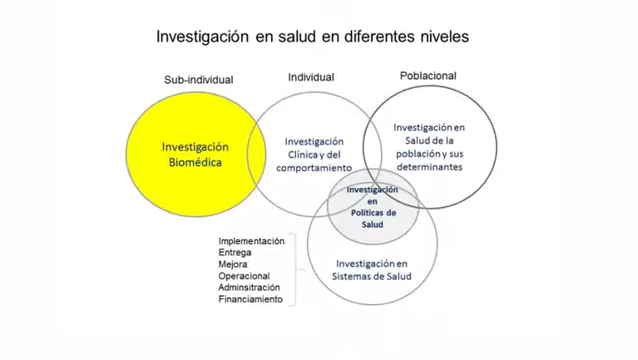 Investigación en salud en diferentes niveles
Sub-individual
Individual
Poblacional
Investigación
Biomédica
Investigación
Clínica y del
comportamiento
Investigación en
Salud de la
población y sus
determinantes
Investigación
en
Políticas de
Salud
Implementación
Entrega
Mejora
Operacional
Adminsitración
Financiamiento
Investigación en
Sistemas de Salud